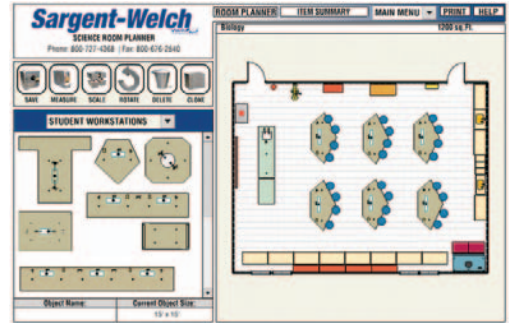 Sargent-Welch
SCIENCE ROOM PLANNER
Phone: 800-727-4368 | Fax: 800-676-2540
SAVE MEASURE SCALE ROTATE DELETE CLONE
STUDENT WORKSTATIONS
Object Name: Current Object Size:
15' x 15'
ROOM PLANNER ITEM SUMMARY MAIN MENU PRINT HELP
Biology 1200 sq. Ft.